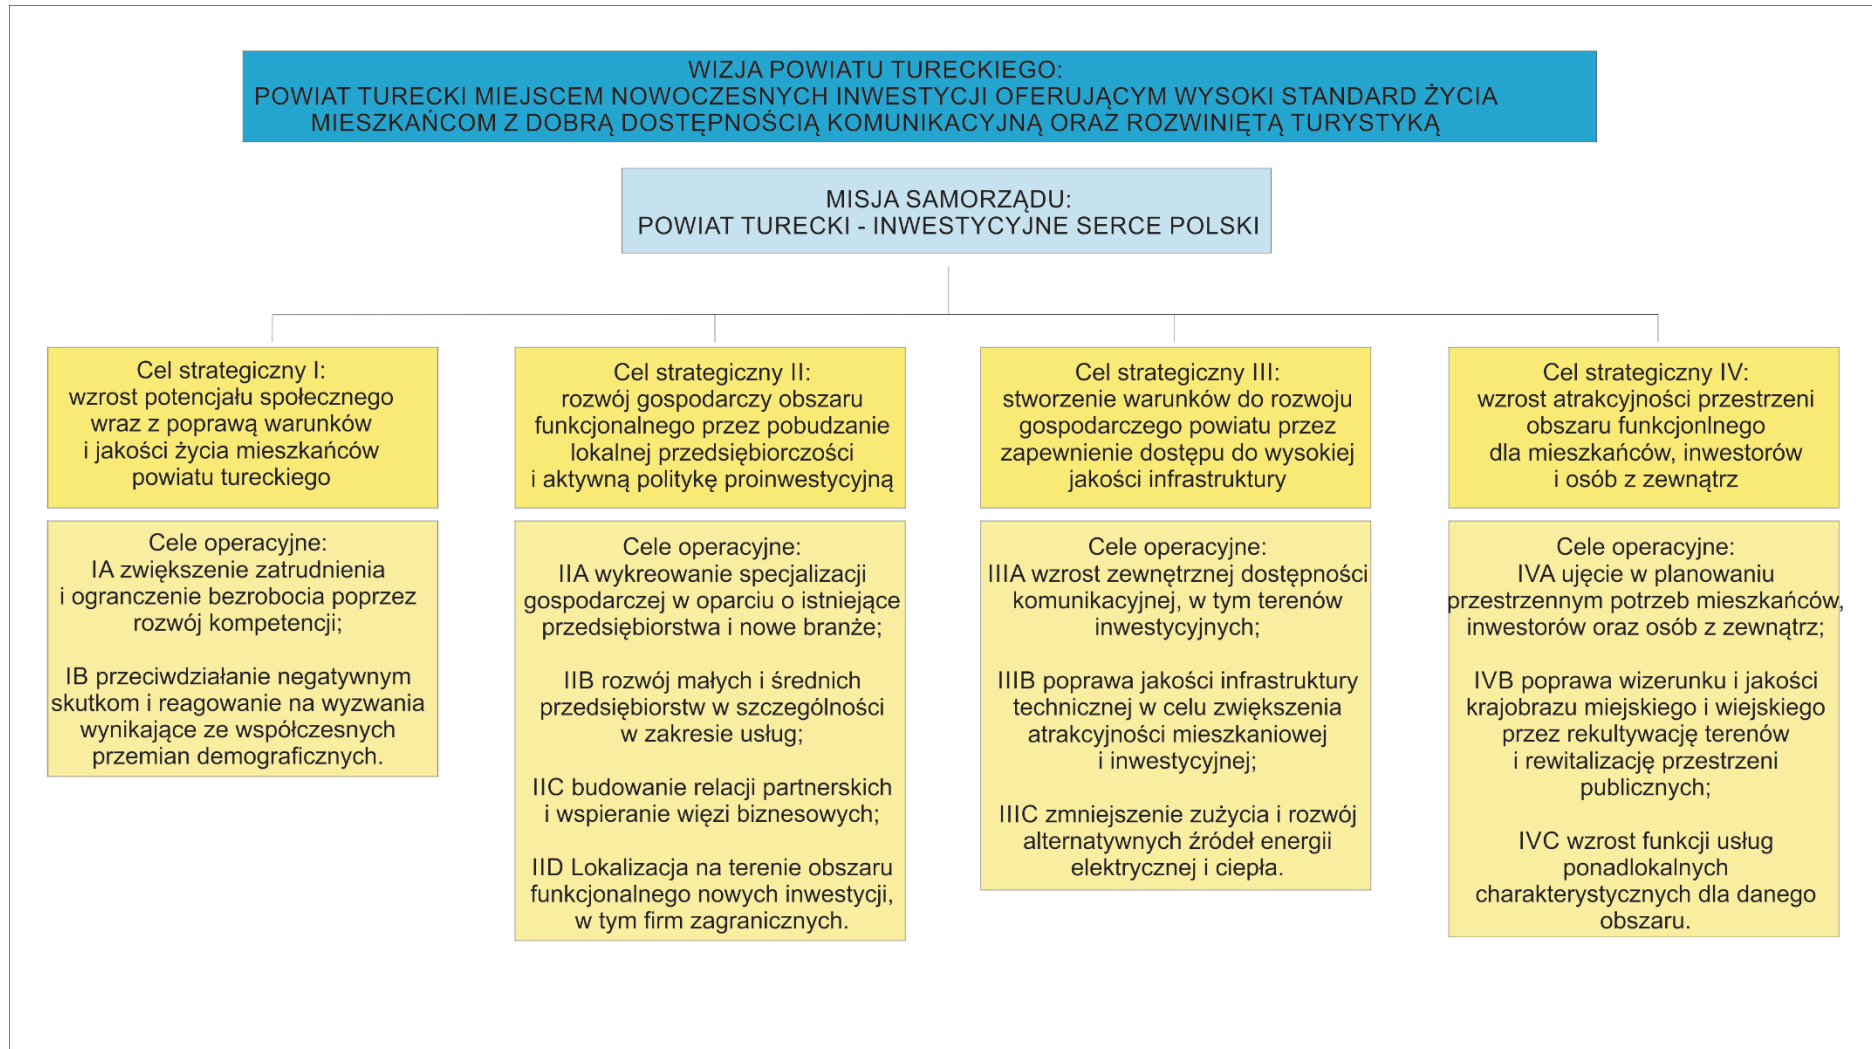 WIZJA POWIATU TURECKIEGO:
POWIAT TURECKI MIEJSCEM NOWOCZESNYCH INWESTYCJI OFERUJĄCYM WYSOKI STANDARD ŻYCIA
MIESZKAŃCOM Z DOBRĄ DOSTĘPNOŚCIĄ KOMUNIKACYJNĄ ORAZ ROZWINIĘTĄ TURYSTYKĄ
MISJA SAMORZĄDU:
POWIAT TURECKI - INWESTYCYJNE SERCE POLSKI
Cel strategiczny I:
wzrost potencjału społecznego
wraz z poprawą warunków
i jakości życia mieszkańców
powiatu tureckiego
Cele operacyjne:
IA zwiększenie zatrudnienia
i ogranczenie bezrobocia poprzez
rozwój kompetencji;
IB przeciwdziałanie negatywnym
skutkom i reagowanie na wyzwania
wynikające ze współczesnych
przemian demograficznych.
Cel strategiczny II:
rozwój gospodarczy obszaru
funkcjonalnego przez pobudzanie
lokalnej przedsiębiorczości
i aktywną politykę proinwestycyjną
Cele operacyjne:
IIA wykreowanie specjalizacji
gospodarczej w oparciu o istniejące
przedsiębiorstwa i nowe branże;
IIB rozwój małych i średnich
przedsiębiorstw w szczególności
w zakresie usług;
IIC budowanie relacji partnerskich
i wspieranie więzi biznesowych;
IID Lokalizacja na terenie obszaru
funkcjonalnego nowych inwestycji,
w tym firm zagranicznych.
Cel strategiczny III:
stworzenie warunków do rozwoju
gospodarczego powiatu przez
zapewnienie dostępu do wysokiej
jakości infrastruktury
Cele operacyjne:
IIIA wzrost zewnętrznej dostępności
komunikacyjnej, w tym terenów
inwestycyjnych;
IIIB poprawa jakości infrastruktury
technicznej w celu zwiększenia
atrakcyjności mieszkaniowej
i inwestycyjnej;
IIIC zmniejszenie zużycia i rozwój
alternatywnych źródeł energii
elektrycznej i ciepła.
Cel strategiczny IV:
wzrost atrakcyjności przestrzeni
obszaru funkcjonlnego
dla mieszkańców, inwestorów
i osób z zewnątrz
Cele operacyjne:
IVA ujęcie w planowaniu
przestrzennym potrzeb mieszkańców,
inwestorów oraz osób z zewnątrz;
IVB poprawa wizerunku i jakości
krajobrazu miejskiego i wiejskiego
przez rekultywację terenów
i rewitalizację przestrzeni
publicznych;
IVC wzrost funkcji usług
ponadlokalnych
charakterystycznych dla danego
obszaru.